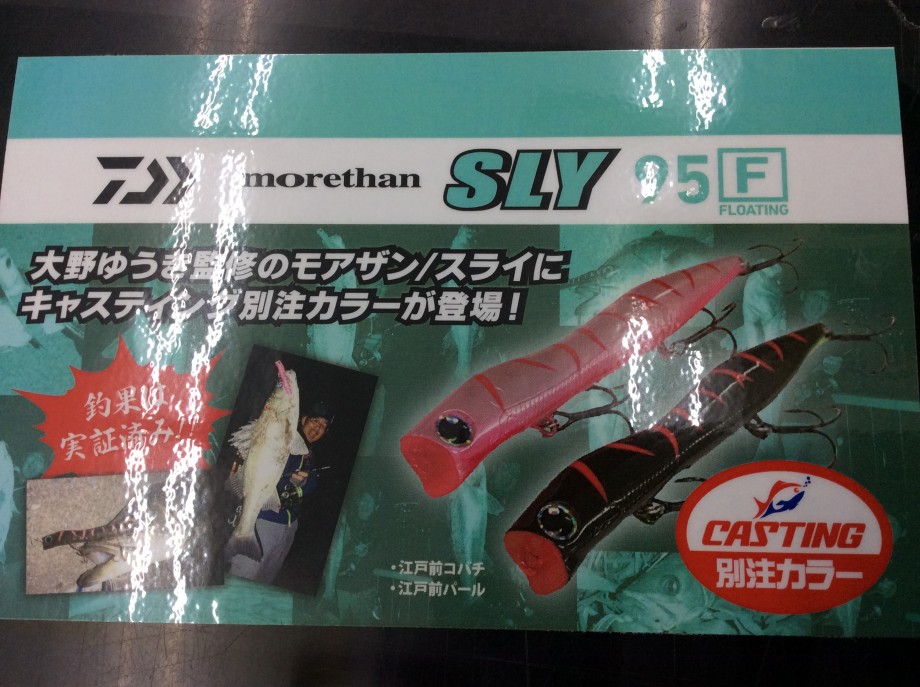 morethan SLY 95 F
FLOATING
大野ゆうき監修のモアザン/スライに
キャスティング別注カラーが登場！
釣果は
実証済み!!
・江戸前コバチ
・江戸前パール
CASTING
別注カラー